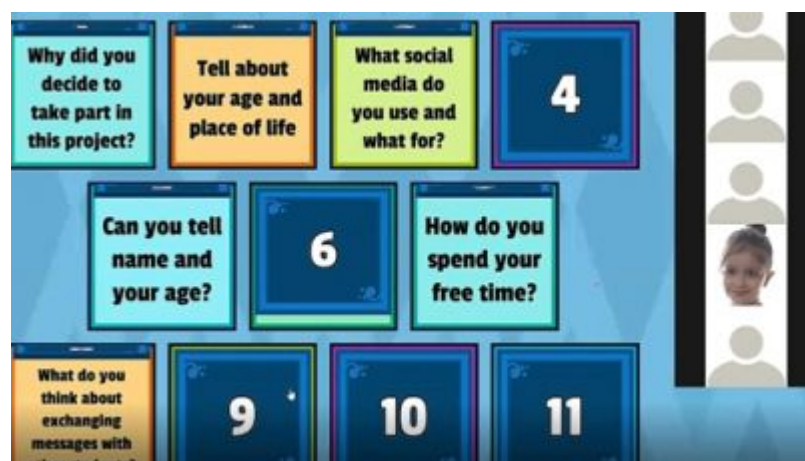 Why did you
decide to
take part in
this project?
Tell about
your age and
place of life
What social
media do
you use and
what for?
4
Can you tell
name and
your age?
6
How do you
spend your
free time?
What do you
think about
exchanging
messages with
9
10
11